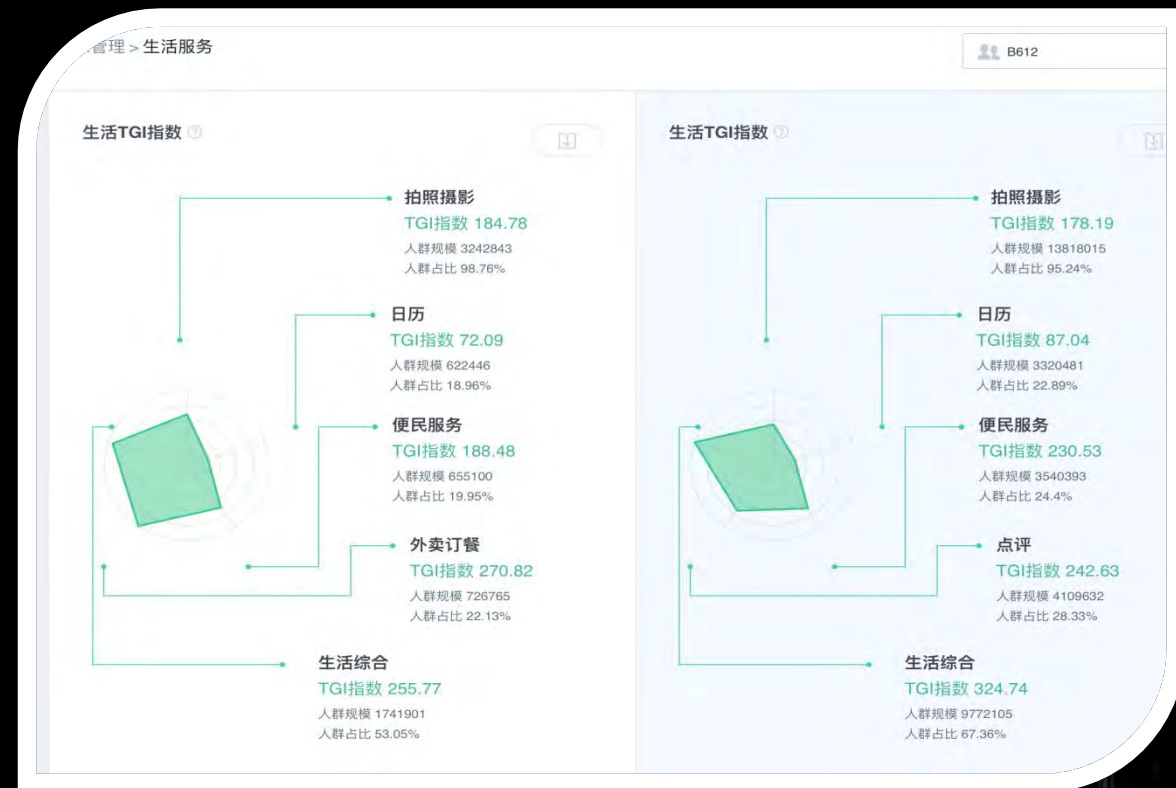 管理 > 生活服务
B612
生活TGI指数
拍照摄影
TGI指数 184.78
人群规模 3242843
人群占比 98.76%
日历
TGI指数 72.09
人群规模 622446
人群占比 18.96%
便民服务
TGI指数 188.48
人群规模 655100
人群占比 19.95%
外卖订餐
TGI指数 270.82
人群规模 726765
人群占比 22.13%
生活综合
TGI指数 255.77
人群规模 1741901
人群占比 53.05%
生活TGI指数
拍照摄影
TGI指数 178.19
人群规模 13818015
人群占比 95.24%
日历
TGI指数 87.04
人群规模 3320481
人群占比 22.89%
便民服务
TGI指数 230.53
人群规模 3540393
人群占比 24.4%
点评
TGI指数 242.63
人群规模 4109632
人群占比 28.33%
生活综合
TGI指数 324.74
人群规模 9772105
人群占比 67.36%